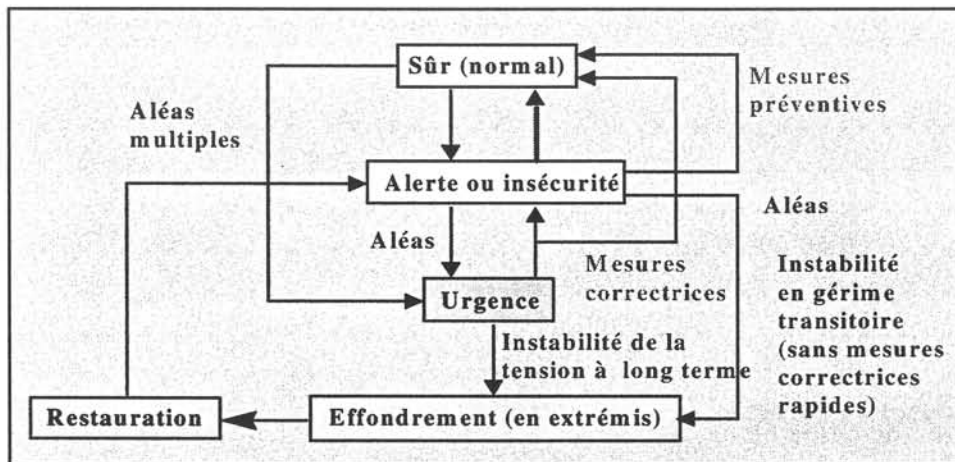 Sûr (normal)
Mesures
préventives
Aléas
multiples
Alerte ou insécurité
Aléas
Aléas
Mesures
correctrices
Urgence
Instabilité
en gérime
transitoire
(sans mesures
correctrices
rapides)
Instabilité de la
tension à long terme
Restauration
Effondrement (en extrémis)